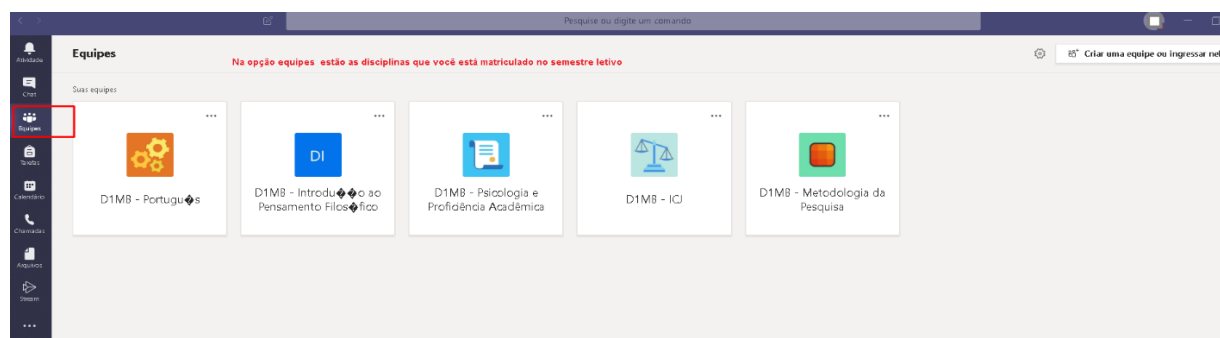 Pesquise ou digite um comando
Atividade
Chat
Equipes
Tarefas
Calendário
Chamadas
Arquivos
Stream
Equipes
Na opção equipes estão as disciplinas que você está matriculado no semestre letivo
Criar uma equipe ou ingressar nel
Suas equipes
D1MB - Portugu�s
DI
D1MB - Introdu��o ao
Pensamento Filos�fico
D1MB - Psicologia e
Proficiência Acadêmica
D1MB - ICJ
D1MB - Metodologia da
Pesquisa